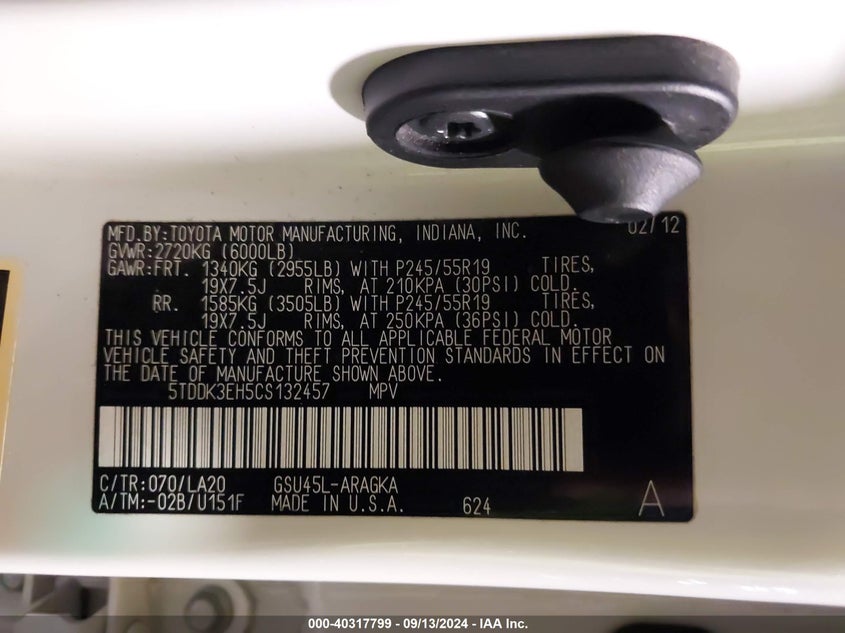 MFD.BY:TOYOTA MOTOR MANUFACTURING, INDIANA, INC. 02/12
GVWR:2720KG (6000LB)
GAWR:FRT. 1340KG (2955LB) WITH P245/55R19 TIRES,
19X7.5J RIMS, AT 210KPA (30PSI) COLD.
RR. 1585KG (3505LB) WITH P245/55R19 TIRES,
19X7.5J RIMS, AT 250KPA (36PSI) COLD.
THIS VEHICLE CONFORMS TO ALL APPLICABLE FEDERAL MOTOR
VEHICLE SAFETY AND THEFT PREVENTION STANDARDS IN EFFECT ON
THE DATE OF MANUFACTURE SHOWN ABOVE.
5TDDK3EH5CS132457 MPV
C/TR:070/LA20 GSU45L-ARAGKA
A/TM:-02B/U151F MADE IN U.S.A. 624 A
000-40317799 - 09/13/2024 - IAA Inc.